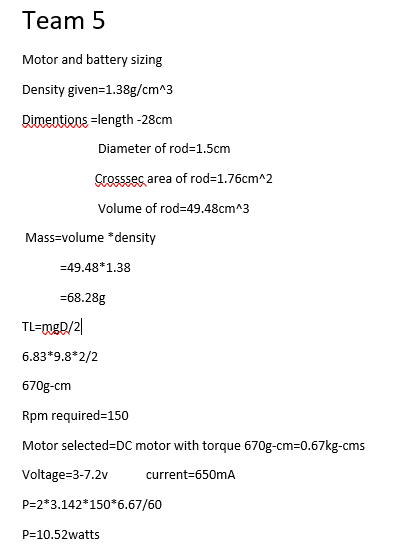 Team 5
Motor and battery sizing
Density given=1.38g/cm^3
Dimentions =length -28cm
Diameter of rod=1.5cm
Crosssec area of rod=1.76cm^2
Volume of rod=49.48cm^3
Mass=volume *density
=49.48*1.38
=68.28g
TL=mgD/2
6.83*9.8*2/2
670g-cm
Rpm required=150
Motor selected=DC motor with torque 670g-cm=0.67kg-cms
Voltage=3-7.2v current=650mA
P=2*3.142*150*6.67/60
P=10.52watts